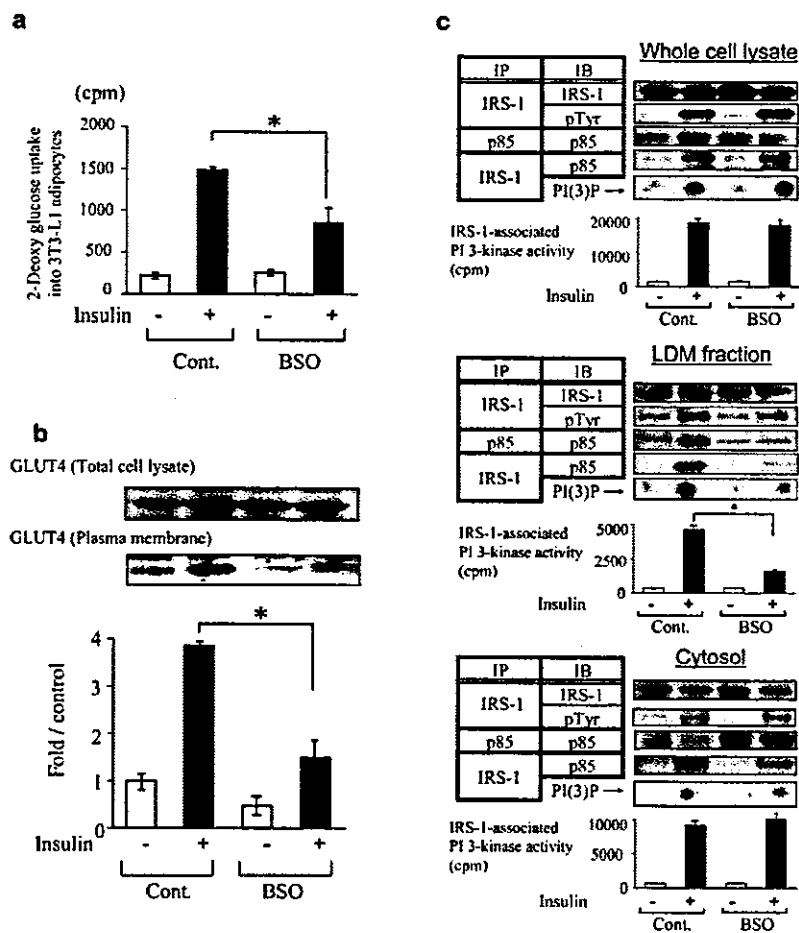 a
(cpm)
2-Deoxy glucose uptake
into 3T3-L1 adipocytes
2000
1500
1000
500
0
*
Insulin - + - +
Cont. BSO
b
GLUT4 (Total cell lysate)
GLUT4 (Plasma membrane)
Fold / control
4
3
2
1
0
*
Insulin - + - +
Cont. BSO
c
Whole cell lysate
IP IB
IRS-1 IRS-1
pTyr
p85 p85
IRS-1 p85
PI(3)P →
IRS-1-associated
PI 3-kinase activity
(cpm)
20000
10000
0
Insulin - + - +
Cont. BSO
LDM fraction
IP IB
IRS-1 IRS-1
pTyr
p85 p85
IRS-1 p85
PI(3)P →
IRS-1-associated
PI 3-kinase activity
(cpm)
5000
2500
0
Insulin - + - +
Cont. BSO
Cytosol
IP IB
IRS-1 IRS-1
pTyr
p85 p85
IRS-1 p85
PI(3)P →
IRS-1-associated
PI 3-kinase activity
(cpm)
10000
5000
0
Insulin - + - +
Cont. BSO